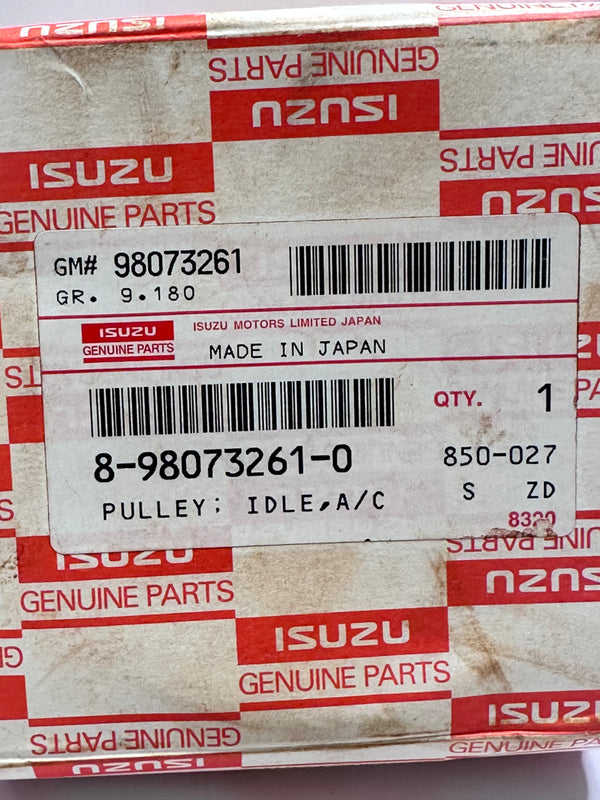 ISUZU
GENUINE PARTS
GENUINE PARTS
ISUZU
ISUZU
GENUINE PARTS
GENUINE PARTS
ISUZU
GM# 98073261
GR. 9.180
ISUZU
GENUINE PARTS
ISUZU MOTORS LIMITED JAPAN
MADE IN JAPAN
QTY. 1
8-98073261-0
850-027
PULLEY; IDLE,A/C
S ZD
ISUZU
GENUINE PARTS
ISUZU
ISUZU
GENUINE PARTS
ISUZU
GENUINE PARTS
GENUINE PARTS
ISUZU